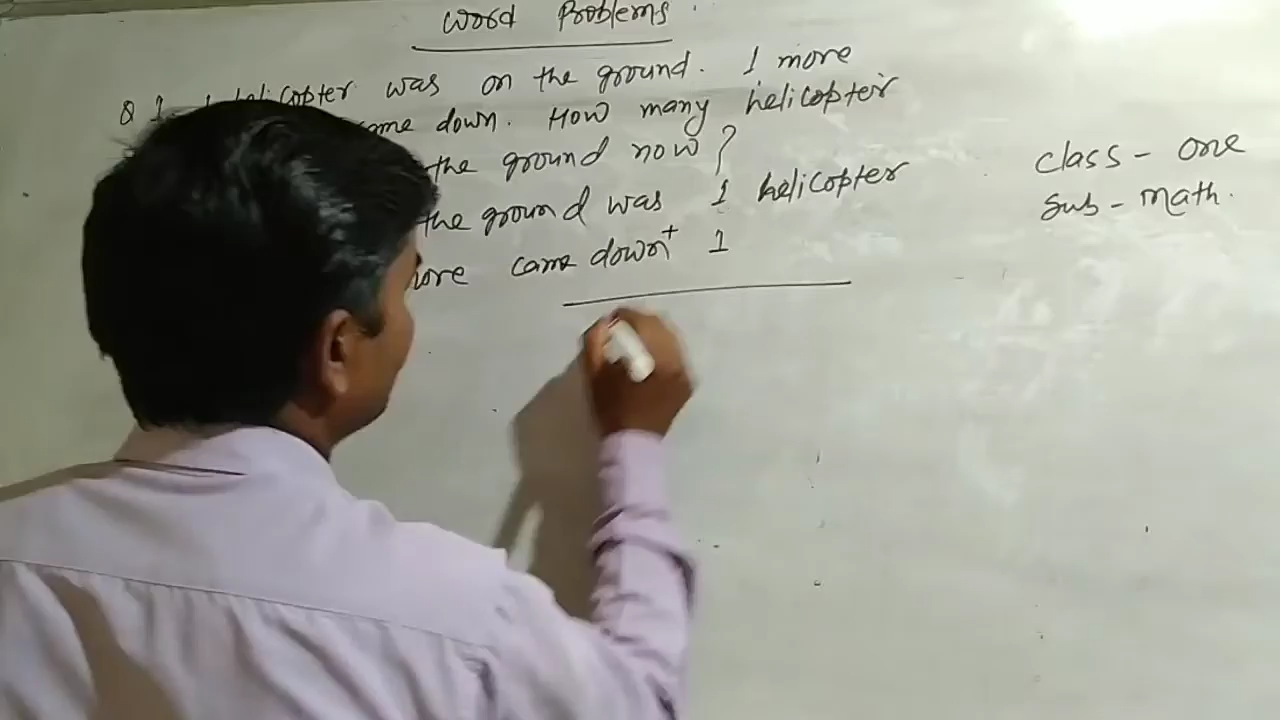 Word Problems.
Q 1 - 1 helicopter was on the ground. 1 more
came down. How many helicopter
the ground now?
the ground was 1 helicopter
more came down + 1
Class - one
Sub - Math.